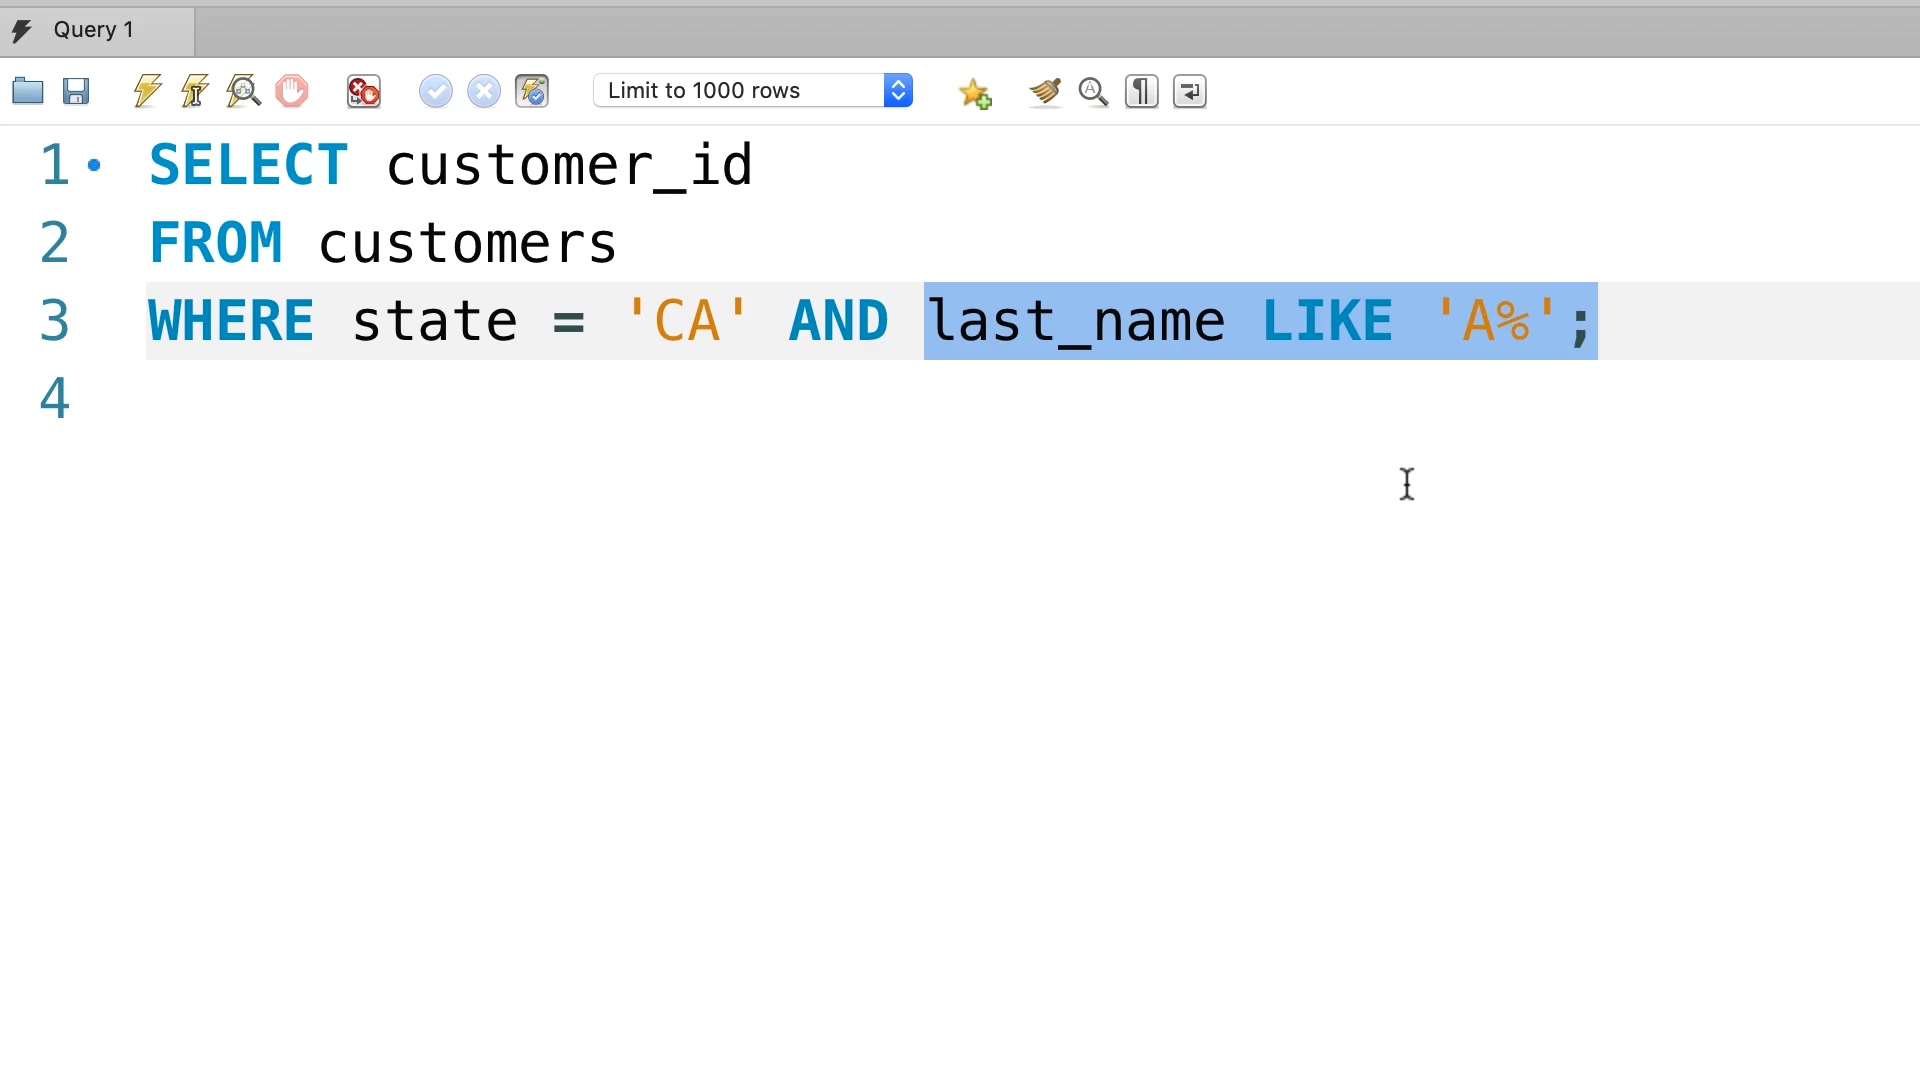 Query 1
Limit to 1000 rows
1 SELECT customer_id
2 FROM customers
3 WHERE state = 'CA' AND last_name LIKE 'A%';
4